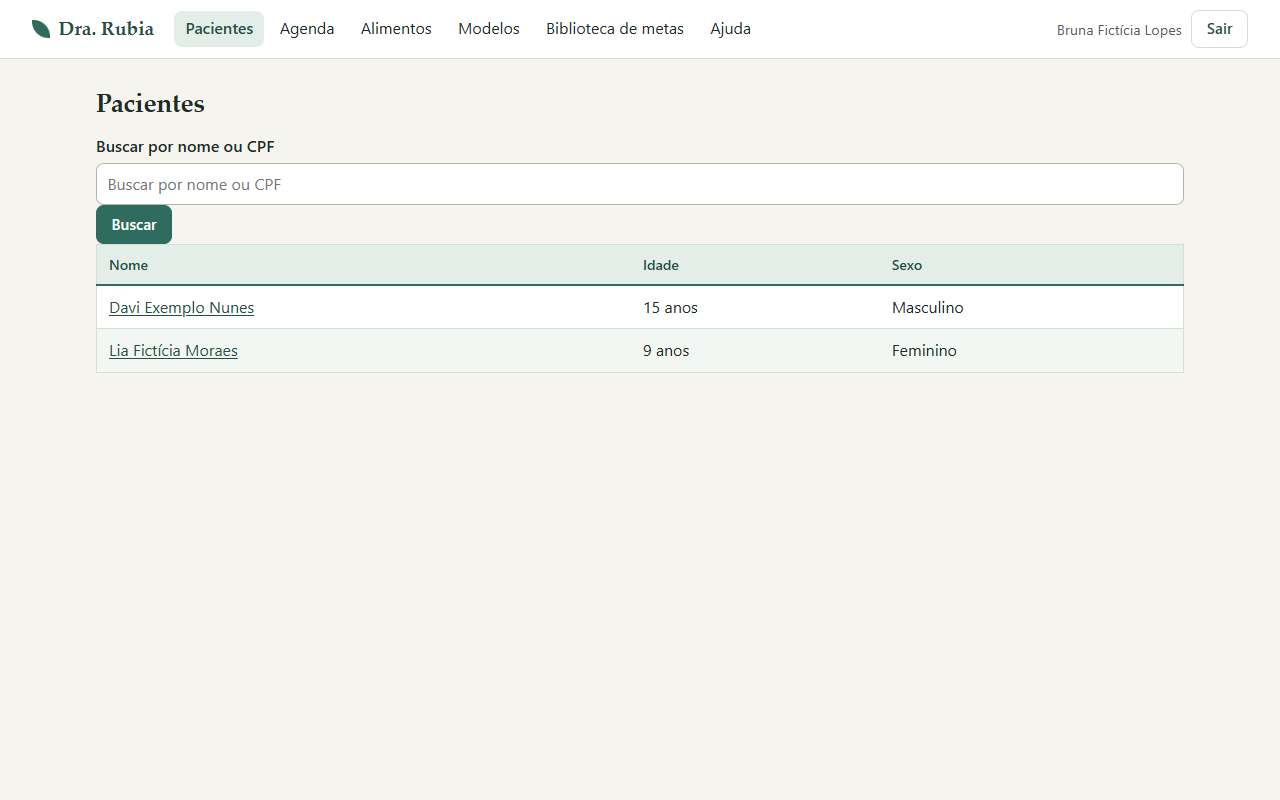 Dra. Rubia Pacientes Agenda Alimentos Modelos Biblioteca de metas Ajuda Bruna Fictícia Lopes Sair
Pacientes
Buscar por nome ou CPF
Buscar por nome ou CPF
Buscar
Nome Idade Sexo
Davi Exemplo Nunes 15 anos Masculino
Lia Fictícia Moraes 9 anos Feminino